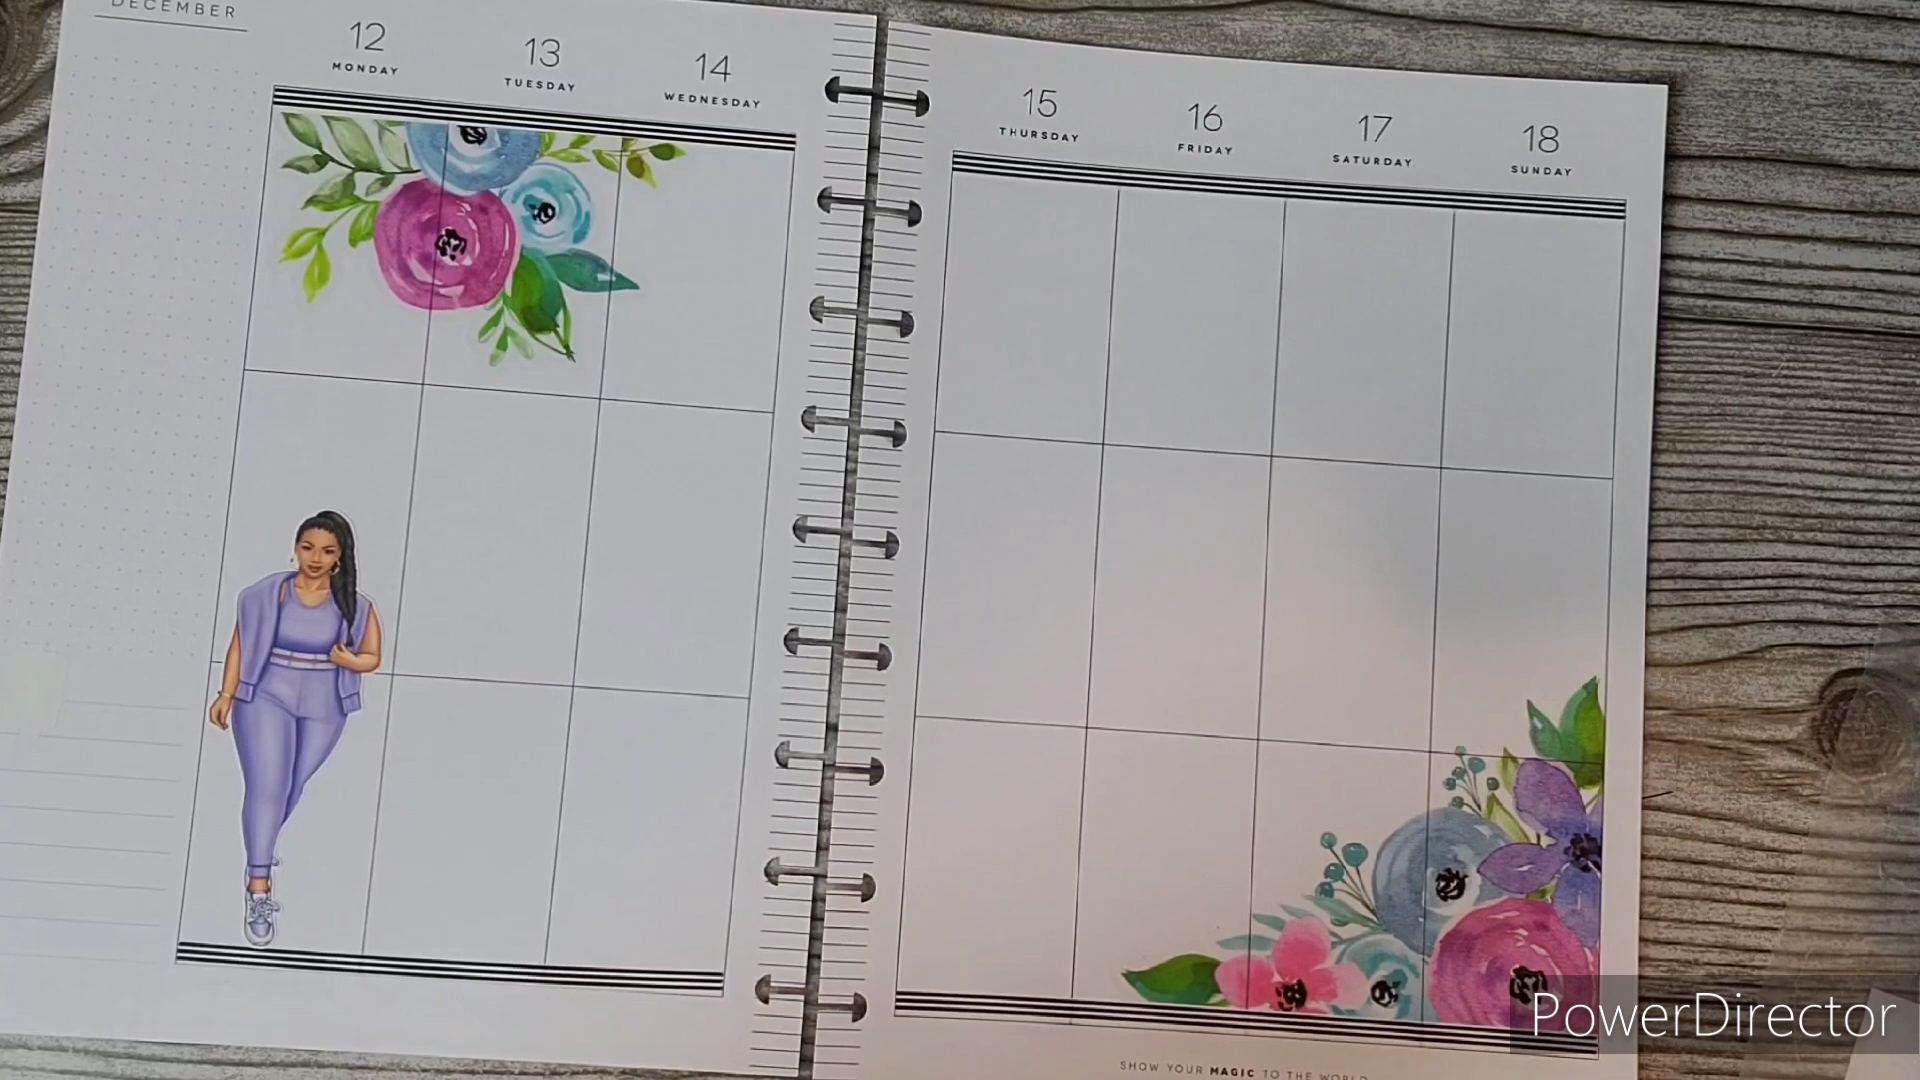 DECEMBER
12
MONDAY
13
TUESDAY
14
WEDNESDAY
15
THURSDAY
16
FRIDAY
17
SATURDAY
18
SUNDAY
SHOW YOUR MAGIC TO THE WORLD
PowerDirector